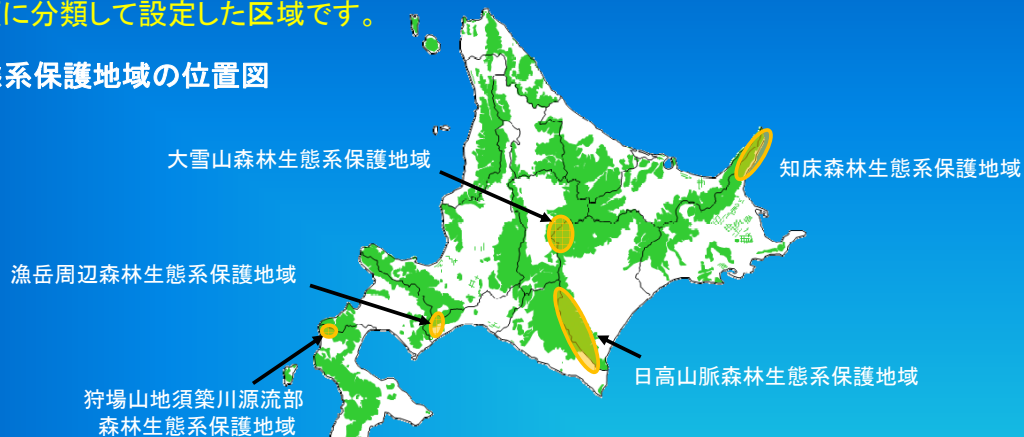 に分類して設定した区域です。
系保護地域の位置図
大雪山森林生態系保護地域
知床森林生態系保護地域
漁岳周辺森林生態系保護地域
日高山脈森林生態系保護地域
狩場山地須築川源流部
森林生態系保護地域